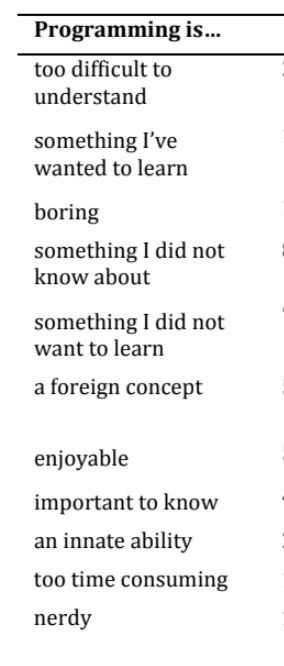 Programming is…
too difficult to
understand
something I’ve
wanted to learn
boring
something I did not
know about
something I did not
want to learn
a foreign concept
enjoyable
important to know
an innate ability
too time consuming
nerdy